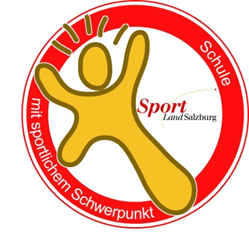 Schule
mit sportlichem Schwerpunkt
Sport
Land Salzburg